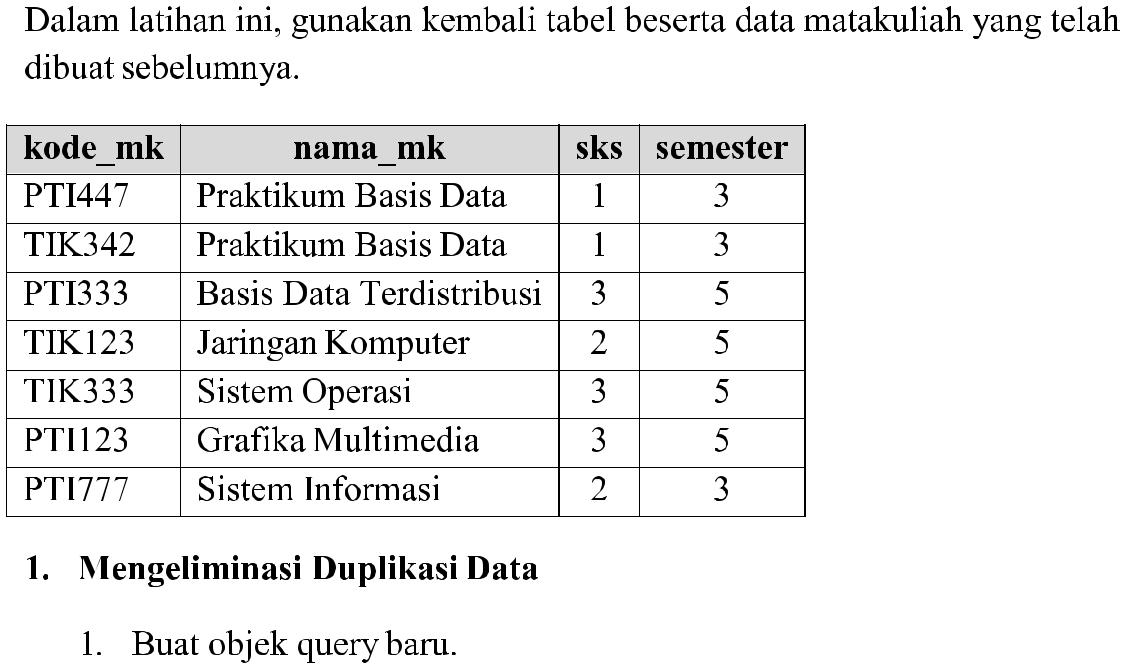 Dalam latihan ini, gunakan kembali tabel beserta data matakuliah yang telah
dibuat sebelumnya.
kode_mk nama_mk sks semester
PTI447 Praktikum Basis Data 1 3
TIK342 Praktikum Basis Data 1 3
PTI333 Basis Data Terdistribusi 3 5
TIK123 Jaringan Komputer 2 5
TIK333 Sistem Operasi 3 5
PTI123 Grafika Multimedia 3 5
PTI777 Sistem Informasi 2 3
1. Mengeliminasi Duplikasi Data
1. Buat objek query baru.